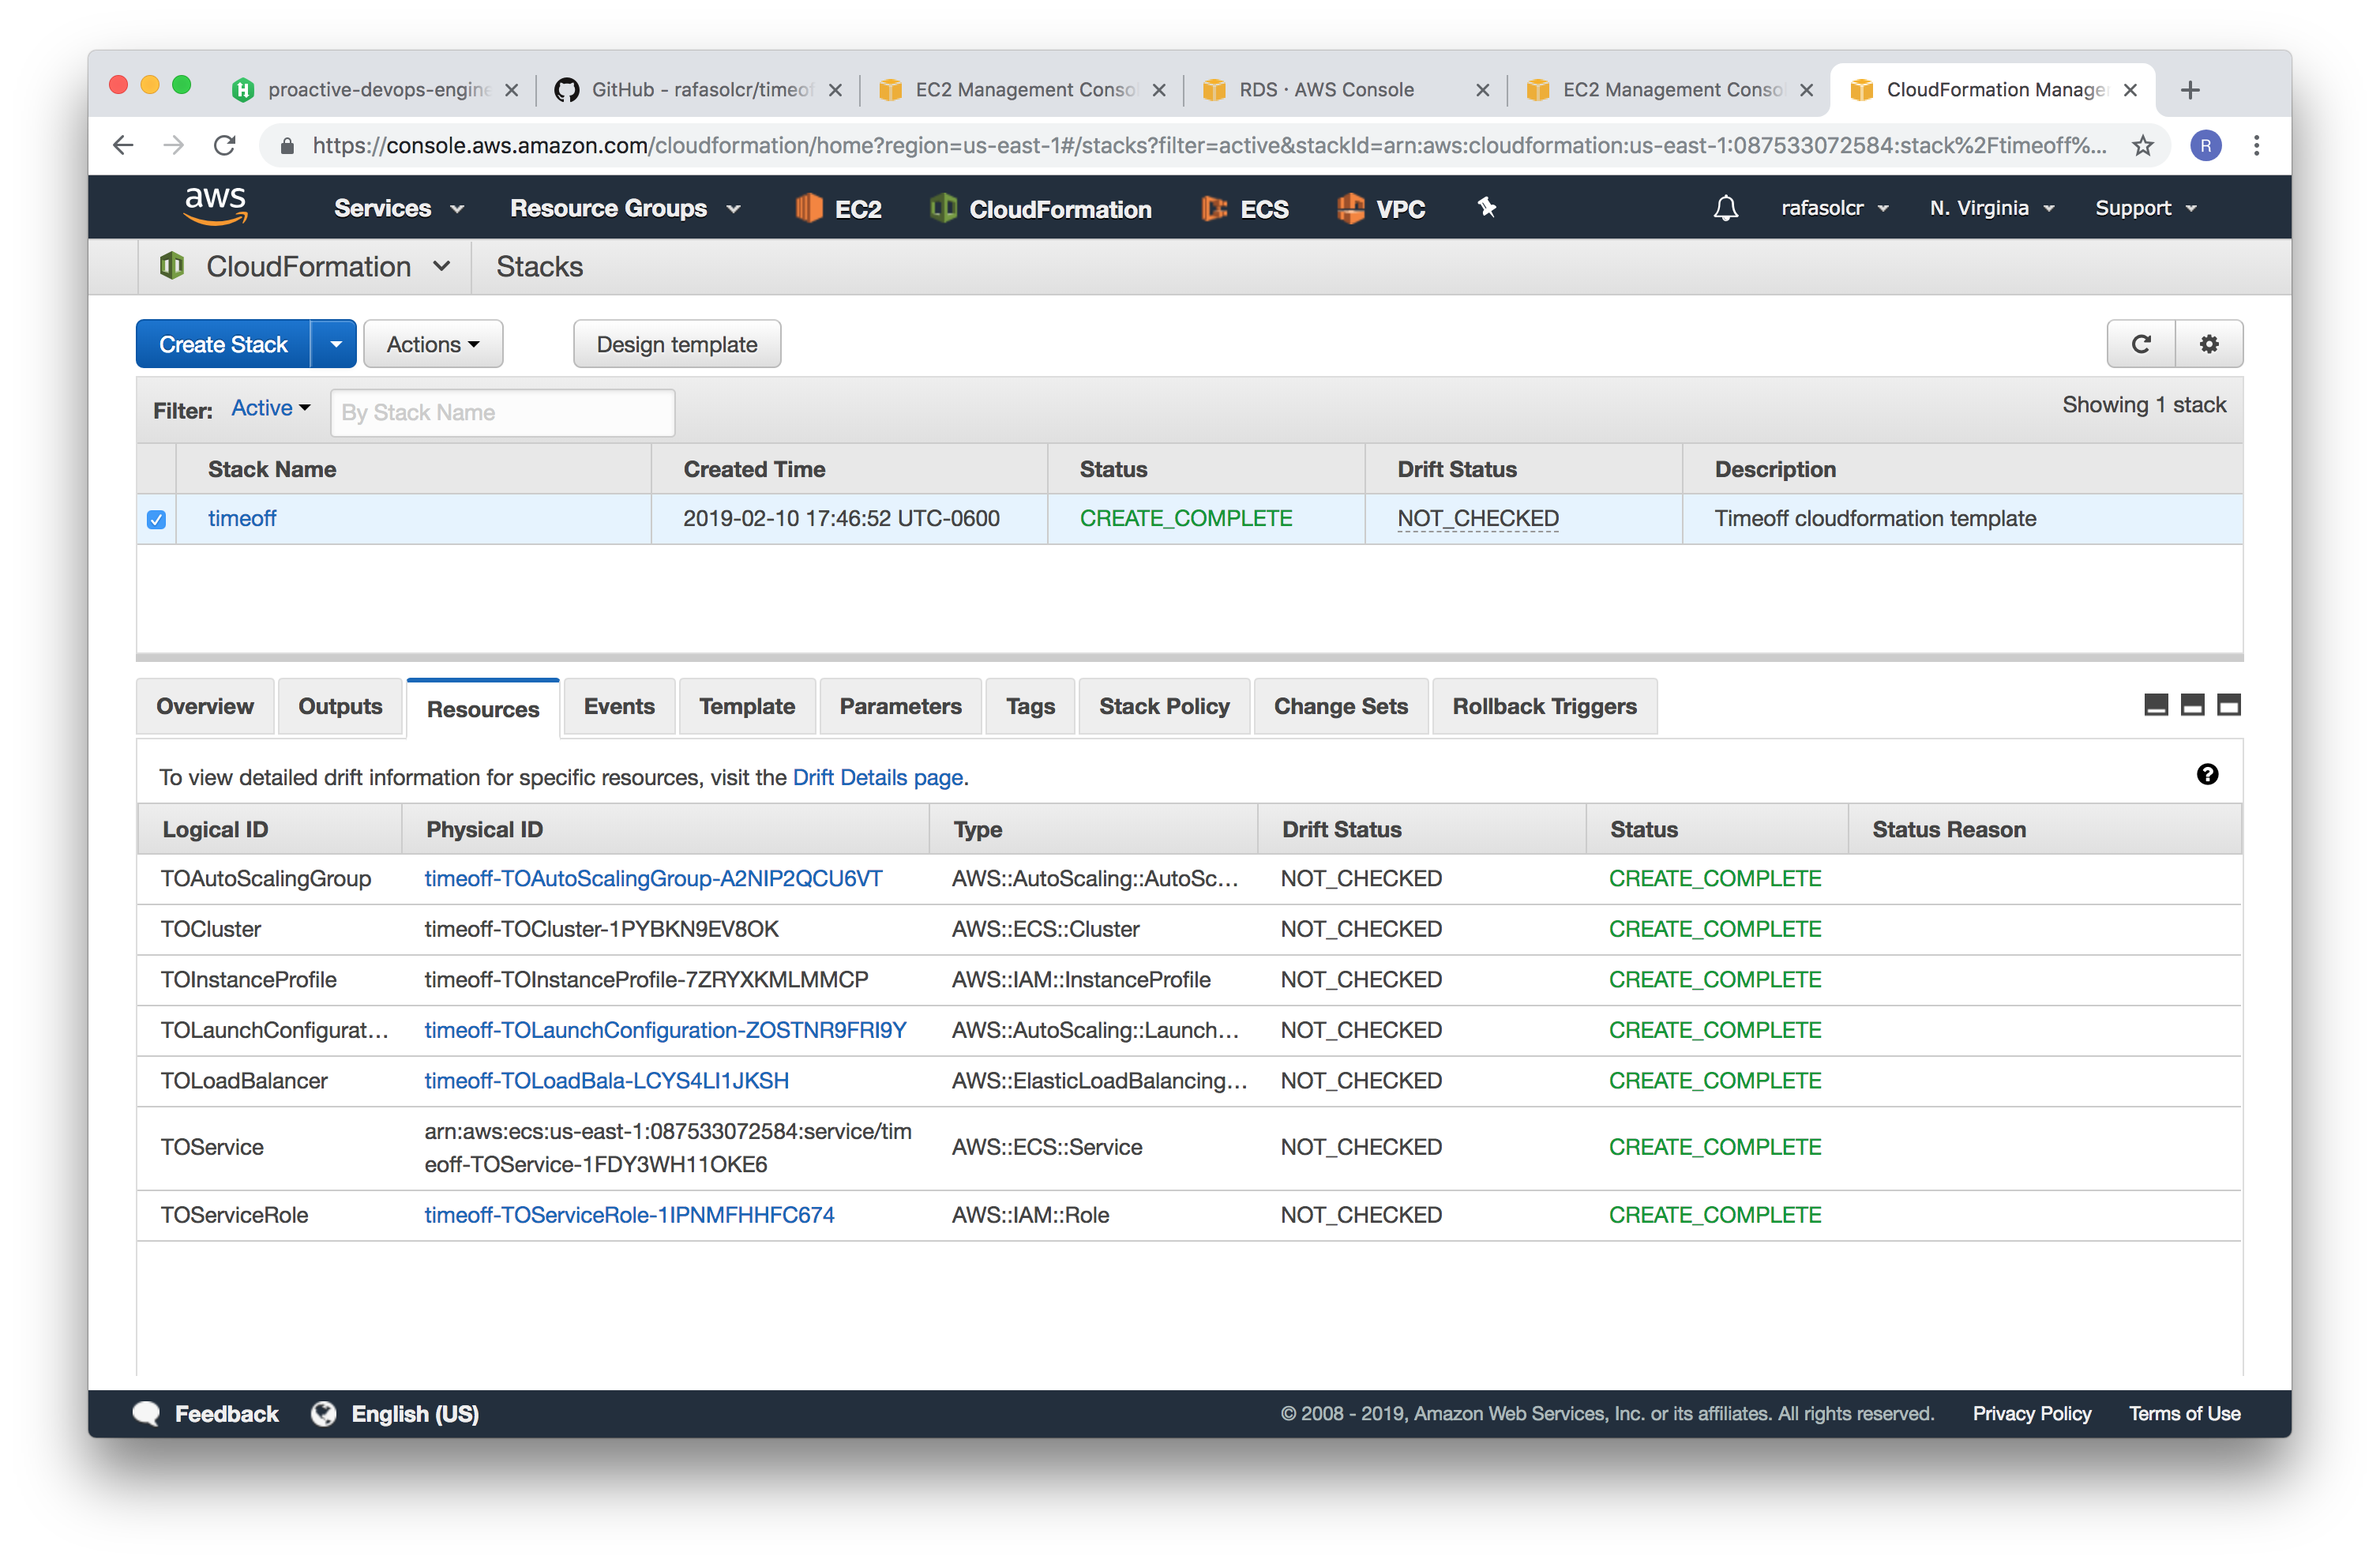 proactive-devops-engine
GitHub - rafasolcr/timeof
EC2 Management Consol
RDS · AWS Console
EC2 Management Consol
CloudFormation Manage
https://console.aws.amazon.com/cloudformation/home?region=us-east-1#/stacks?filter=active&stackId=arn:aws:cloudformation:us-east-1:087533072584:stack%2Ftimeoff%...
R
aws Services Resource Groups EC2 CloudFormation ECS VPC rafasolcr N. Virginia Support
CloudFormation Stacks
Create Stack Actions Design template
Filter: Active By Stack Name Showing 1 stack
Stack Name Created Time Status Drift Status Description
timeoff 2019-02-10 17:46:52 UTC-0600 CREATE_COMPLETE NOT_CHECKED Timeoff cloudformation template
Overview Outputs Resources Events Template Parameters Tags Stack Policy Change Sets Rollback Triggers
To view detailed drift information for specific resources, visit the Drift Details page.
?
Logical ID Physical ID Type Drift Status Status Status Reason
TOAutoScalingGroup timeoff-TOAutoScalingGroup-A2NIP2QCU6VT AWS::AutoScaling::AutoSc... NOT_CHECKED CREATE_COMPLETE
TOCluster timeoff-TOCluster-1PYBKN9EV8OK AWS::ECS::Cluster NOT_CHECKED CREATE_COMPLETE
TOInstanceProfile timeoff-TOInstanceProfile-7ZRYXKMLMMCP AWS::IAM::InstanceProfile NOT_CHECKED CREATE_COMPLETE
TOLaunchConfigurat... timeoff-TOLaunchConfiguration-ZOSTNR9FRI9Y AWS::AutoScaling::Launch... NOT_CHECKED CREATE_COMPLETE
TOLoadBalancer timeoff-TOLoadBala-LCYS4LI1JKSH AWS::ElasticLoadBalancing... NOT_CHECKED CREATE_COMPLETE
TOService arn:aws:ecs:us-east-1:087533072584:service/tim
eoff-TOService-1FDY3WH11OKE6 AWS::ECS::Service NOT_CHECKED CREATE_COMPLETE
TOServiceRole timeoff-TOServiceRole-1IPNMFHHFC674 AWS::IAM::Role NOT_CHECKED CREATE_COMPLETE
Feedback English (US) © 2008 - 2019, Amazon Web Services, Inc. or its affiliates. All rights reserved. Privacy Policy Terms of Use